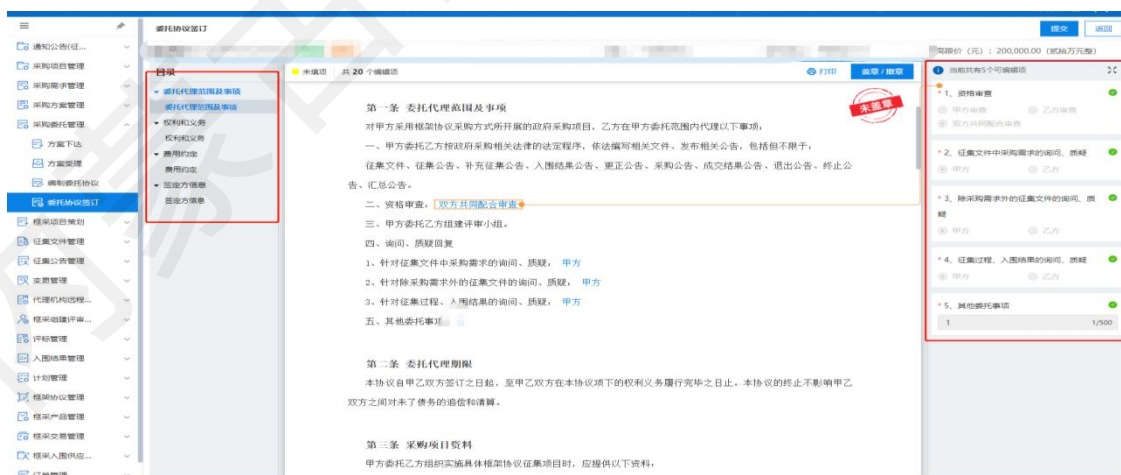 委托协议签订
提交
返回
通知公告(征...
采购项目管理
采购需求管理
采购方案管理
采购委托管理
方案下达
方案受理
编制委托协议
委托协议签订
框采项目策划
征集文件管理
征集公告管理
变更管理
代理机构远程...
框采组建评审...
评标管理
入围结果管理
计划管理
框架协议管理
框采产品管理
框采交易管理
框采入围供应...
高限价（元）：200,000.00（贰拾万元整）
目录
委托代理范围及事项
委托代理范围及事项
权利和义务
权利和义务
费用约定
费用约定
签定方信息
签定方信息
未填项
共 20 个编辑项
打印
盖章/撤章
未盖章
第一条 委托代理范围及事项
对甲方采用框架协议采购方式所开展的政府采购项目，乙方在甲方委托范围内代理以下事项：
一、甲方委托乙方按政府采购相关法律的法定程序，依法编写相关文件、发布相关公告，包括但不限于：
征集文件、征集公告、补充征集公告、入围结果公告、更正公告、采购公告、成交结果公告、退出公告、终止公
告、汇总公告。
二、资格审查： 双方共同配合审查
三、甲方委托乙方组建评审小组。
四、询问、质疑回复
1、针对征集文件中采购需求的询问、质疑： 甲方
2、针对除采购需求外的征集文件的询问、质疑： 甲方
3、针对征集过程、入围结果的询问、质疑： 甲方
五、其他委托事项
第二条 委托代理期限
本协议自甲乙双方签订之日起，至甲乙双方在本协议项下的权利义务履行完毕之日止。本协议的终止不影响甲乙
双方之间对未了债务的追偿和清算。
第三条 采购项目资料
甲方委托乙方组织实施具体框架协议征集项目时，应提供以下资料：
当前共有5个可编辑项
* 1、资格审查
甲方审查
乙方审查
双方共同配合审查
* 2、征集文件中采购需求的询问、质疑
甲方
乙方
* 3、除采购需求外的征集文件的询问、质
疑
甲方
乙方
* 4、征集过程、入围结果的询问、质疑
甲方
乙方
* 5、其他委托事项
1
1/500